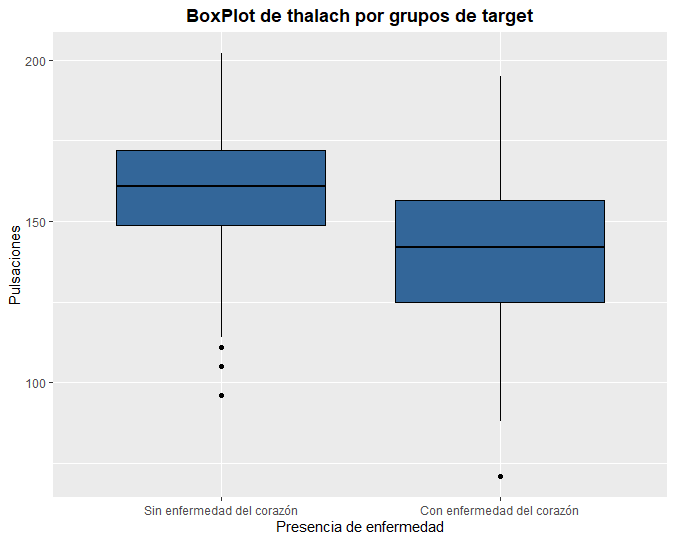 BoxPlot de thalach por grupos de target
200
150
100
Pulsaciones
Sin enfermedad del corazón
Con enfermedad del corazón
Presencia de enfermedad